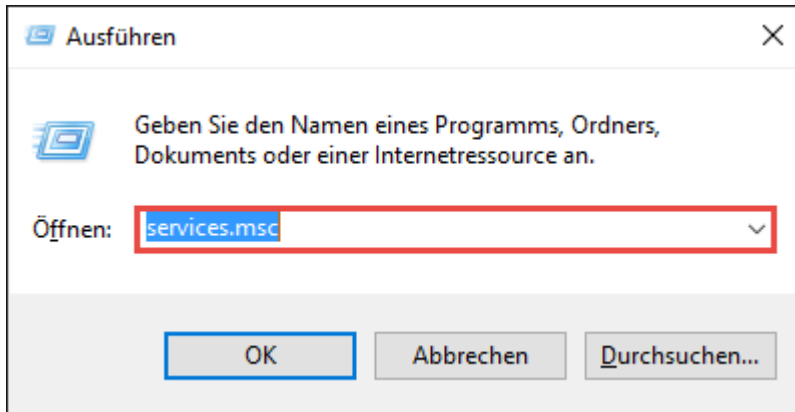 Ausführen
Geben Sie den Namen eines Programms, Ordners,
Dokuments oder einer Internetressource an.
Öffnen: services.msc
OK Abbrechen Durchsuchen...